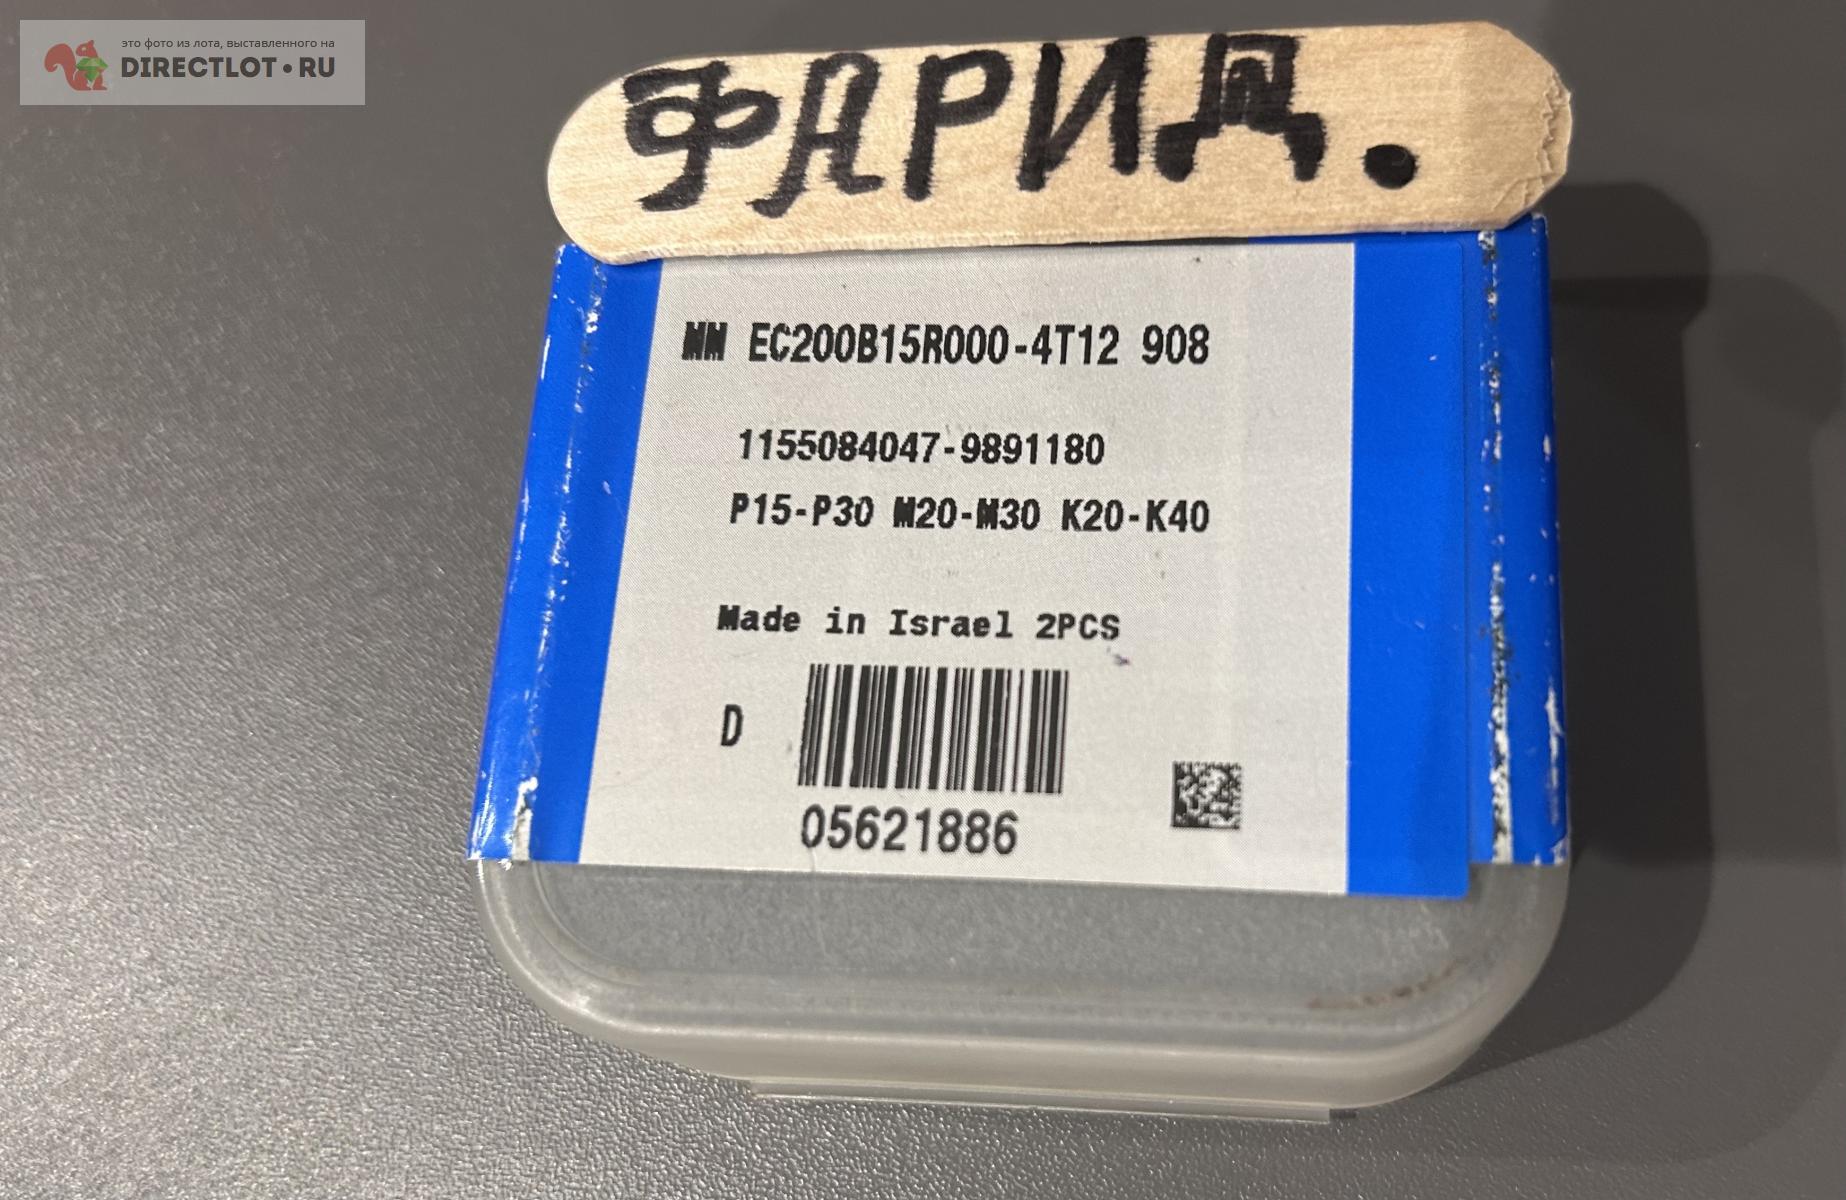 это фото из лота, выставленного на
DIRECTLOT•RU
ФАРИД.
MM EC200B15R000-4T12 908
1155084047-9891180
P15-P30 M20-M30 K20-K40
Made in Israel 2PCS
D
05621886